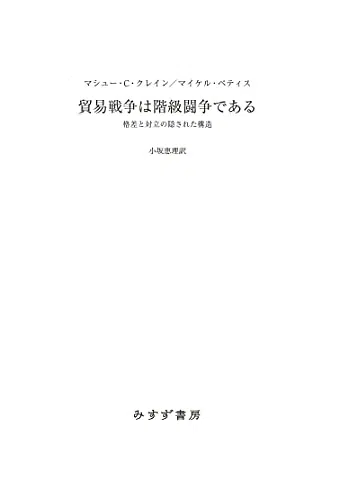 マシュー・C・クレイン／マイケル・ペティス
貿易戦争は階級闘争である
格差と対立の隠された構造
小坂恵理訳
みすず書房